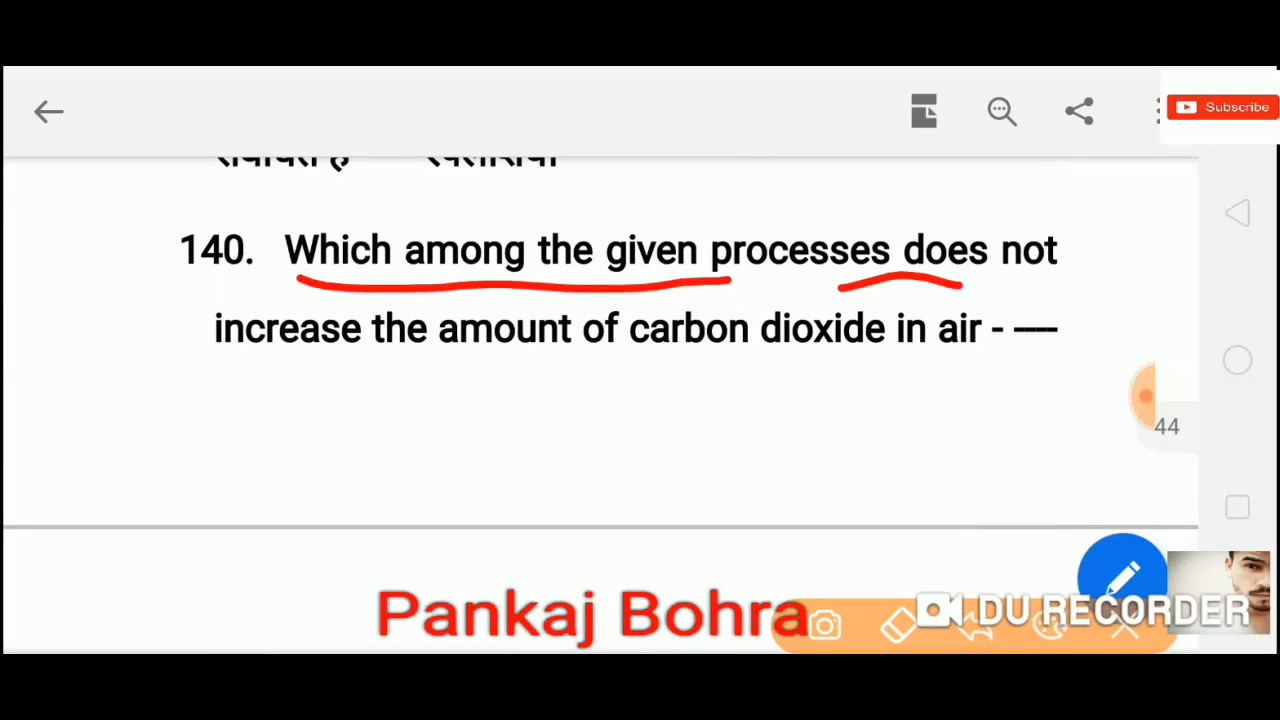 Subscribe
140. Which among the given processes does not
increase the amount of carbon dioxide in air - —
44
Pankaj Bohra
DU RECORDER